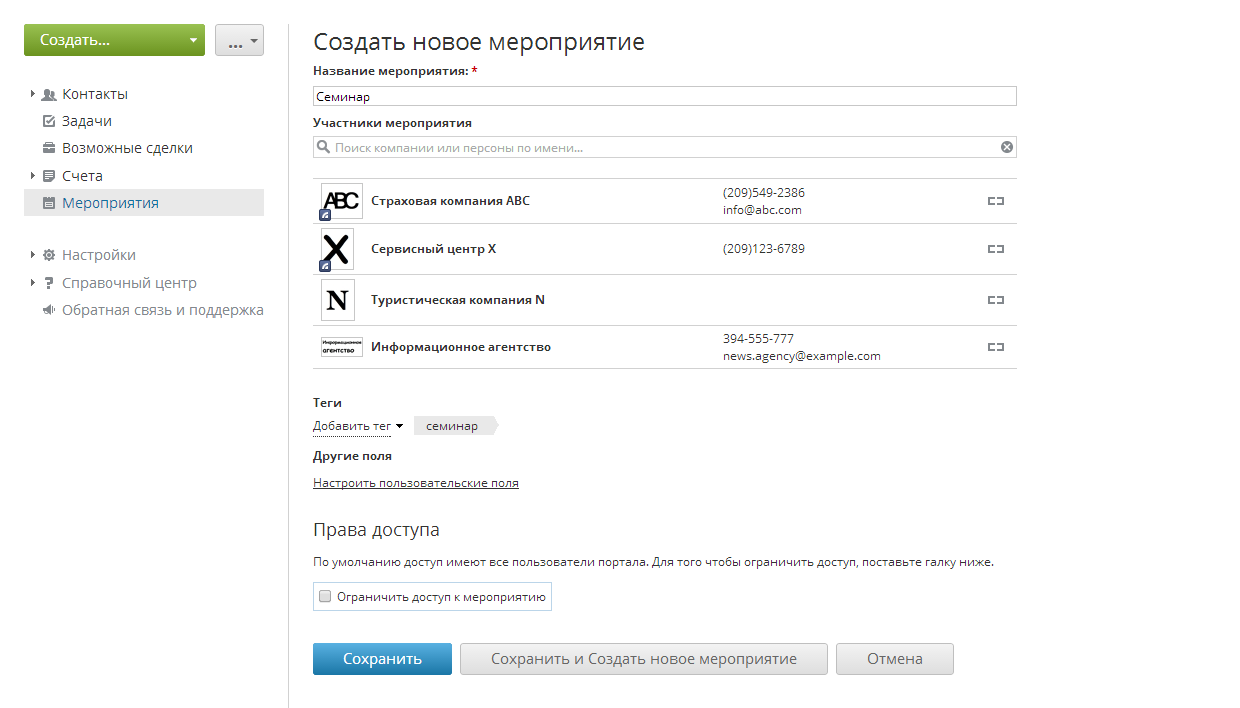 Создать...
...
Контакты
Задачи
Возможные сделки
Счета
Мероприятия
Настройки
Справочный центр
Обратная связь и поддержка
Создать новое мероприятие
Название мероприятия: *
Семинар
Участники мероприятия
Поиск компании или персоны по имени...
ABC
Страховая компания ABC
(209)549-2386
info@abc.com
X
Сервисный центр X
(209)123-6789
N
Туристическая компания N
Информационное
агентство
Информационное агентство
394-555-777
news.agency@example.com
Теги
Добавить тег
семинар
Другие поля
Настроить пользовательские поля
Права доступа
По умолчанию доступ имеют все пользователи портала. Для того чтобы ограничить доступ, поставьте галку ниже.
Ограничить доступ к мероприятию
Сохранить
Сохранить и Создать новое мероприятие
Отмена